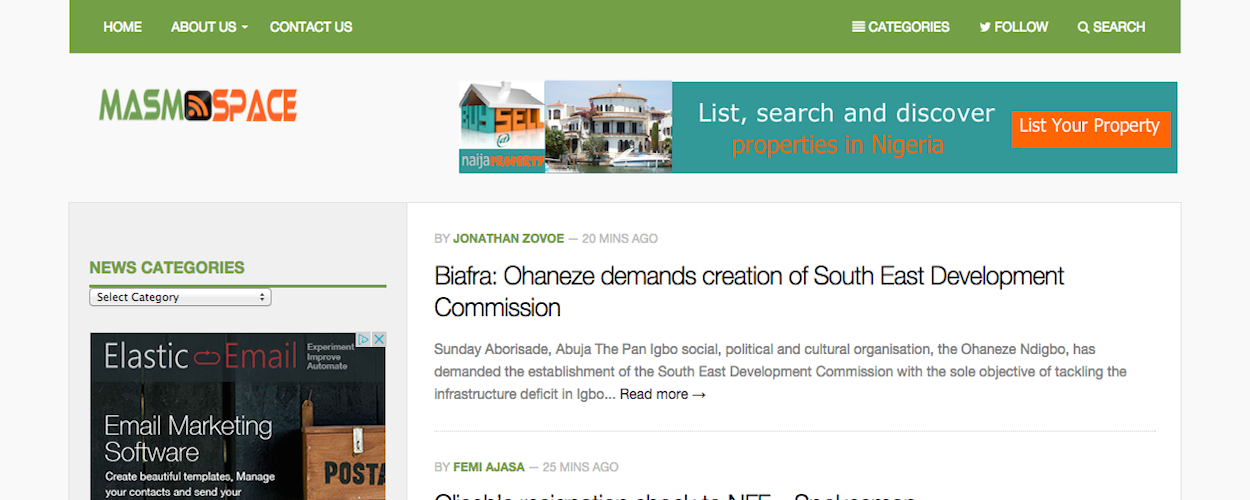 HOME ABOUT US CONTACT US CATEGORIES FOLLOW SEARCH
MASM SPACE
BUY SELL
@
naijaPROPERTY
List, search and discover
properties in Nigeria
List Your Property
NEWS CATEGORIES
Select Category
Elastic Email
Experiment
Improve
Automate
Email Marketing
Software
Create beautiful templates, Manage
your contacts and send your
POSTA
BY JONATHAN ZOVOE — 20 MINS AGO
Biafra: Ohaneze demands creation of South East Development
Commission
Sunday Aborisade, Abuja The Pan Igbo social, political and cultural organisation, the Ohaneze Ndigbo, has
demanded the establishment of the South East Development Commission with the sole objective of tackling the
infrastructure deficit in Igbo... Read more →
BY FEMI AJASA — 25 MINS AGO